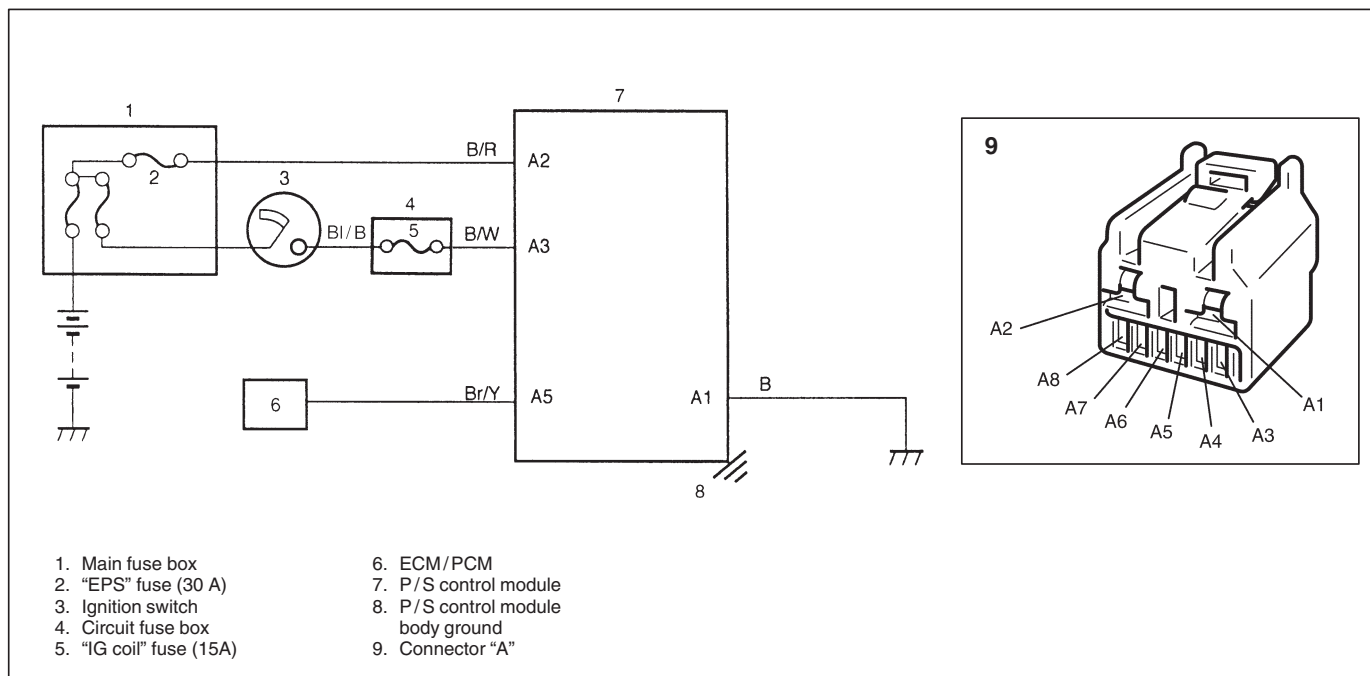 1
7
9
B/R
A2
2
3
4
5
Bl/B
B/W
A3
6
Br/Y
A5
A1
B
8
A2
A8
A7
A6
A5
A4
A3
A1
1. Main fuse box
2. “EPS” fuse (30 A)
3. Ignition switch
4. Circuit fuse box
5. “IG coil” fuse (15A)
6. ECM/PCM
7. P/S control module
8. P/S control module
body ground
9. Connector “A”